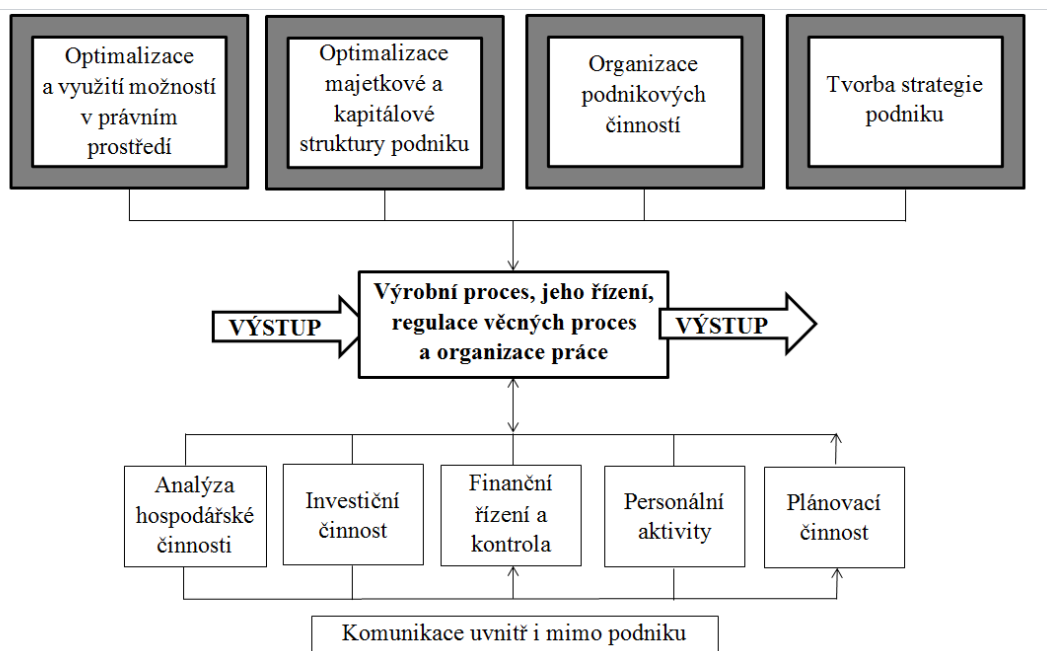 Optimalizace
a využití možností
v právním
prostředí
Optimalizace
majetkové a
kapitálové
struktury podniku
Organizace
podnikových
činností
Tvorba strategie
podniku
VÝSTUP
Výrobní proces, jeho řízení,
regulace věcných proces
a organizace práce
VÝSTUP
Analýza
hospodářské
činnosti
Investiční
činnost
Finanční
řízení a
kontrola
Personální
aktivity
Plánovací
činnost
Komunikace uvnitř i mimo podniku